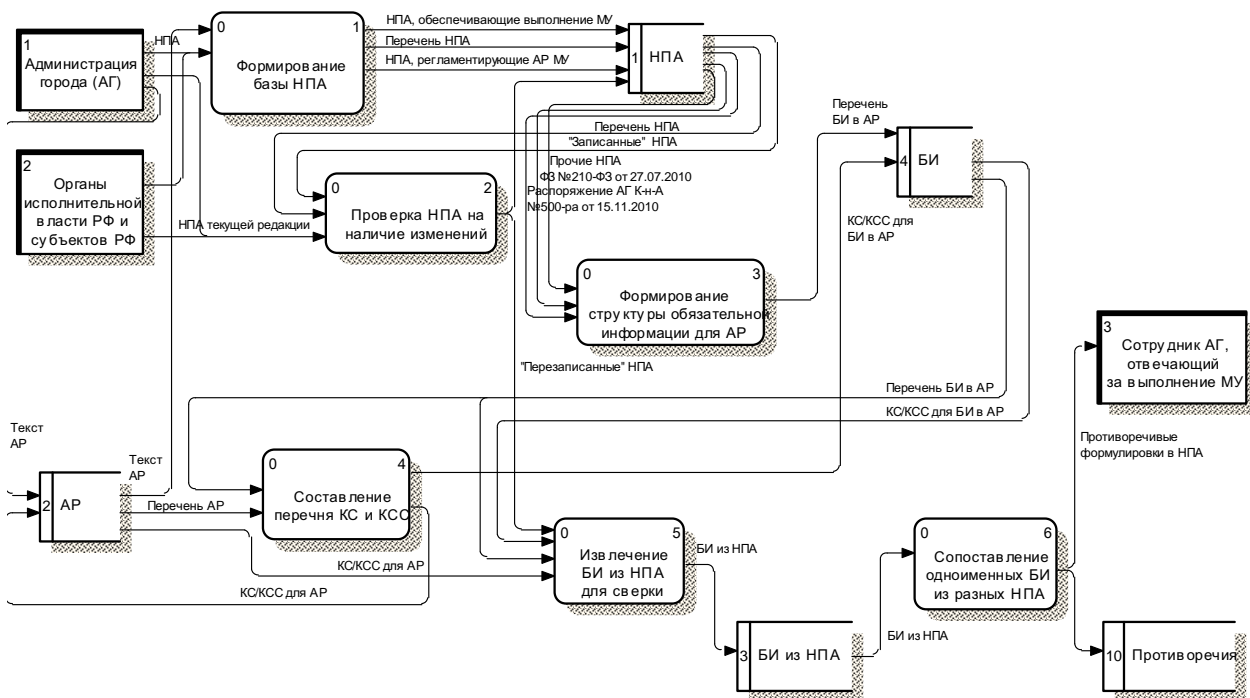 0
1
НПА, обеспечивающие выполнение МУ
1
НПА
Перечень НПА
1
НПА
Администрация
города (АГ)
Формирование
базы НПА
НПА, регламентирующие АР МУ
Перечень
БИ в АР
Перечень НПА
"Записанные" НПА
2
Органы
исполнительной
власти РФ и
субъектов РФ
Прочие НПА
ФЗ №210-ФЗ от 27.07.2010
Распоряжение АГ К-н-А
№500-ра от 15.11.2010
4
БИ
0
2
Проверка НПА на
наличие изменений
НПА текущей редакции
КС/КСС для
БИ в АР
0
3
Формирование
структуры обязательной
информации для АР
3
Сотрудник АГ,
отвечающий
за выполнение МУ
"Перезаписанные" НПА
Перечень БИ в АР
КС/КСС для БИ в АР
Текст
АР
Текст
АР
Противоречивые
формулировки в НПА
0
4
Составление
перечня КС и КСС
2
АР
Перечень АР
0
5
Извлечение
БИ из НПА
для сверки
БИ из НПА
0
6
Сопоставление
одноименных БИ
из разных НПА
КС/КСС для АР
КС/КСС для АР
БИ из НПА
3
БИ из НПА
10
Противоречия